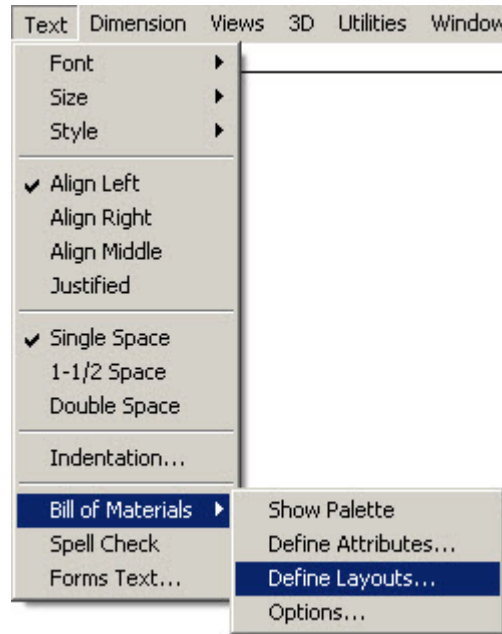 Text Dimension Views 3D Utilities Window
Font
Size
Style
Align Left
Align Right
Align Middle
Justified
Single Space
1-1/2 Space
Double Space
Indentation...
Bill of Materials Show Palette
Spell Check Define Attributes...
Forms Text... Define Layouts...
Options...